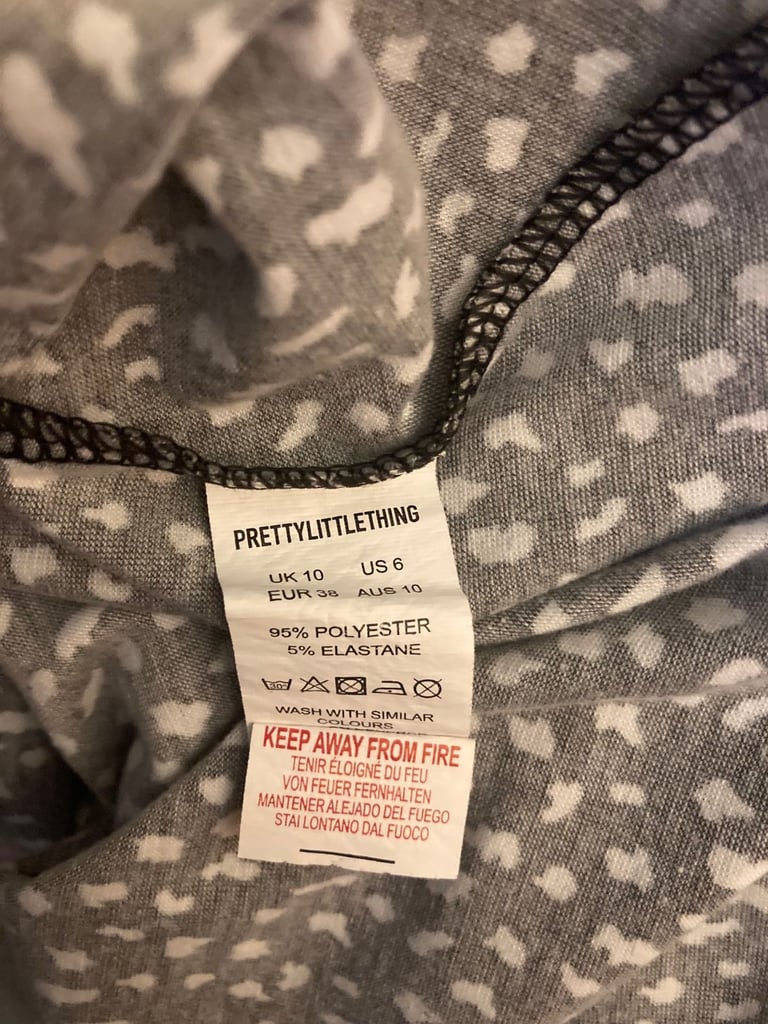 PRETTYLITTLETHING
UK 10 US 6
EUR 38 AUS 10
95% POLYESTER
5% ELASTANE
30°
WASH WITH SIMILAR
COLOURS
KEEP AWAY FROM FIRE
TENIR ÉLOIGNÉ DU FEU
VON FEUER FERNHALTEN
MANTENER ALEJADO DEL FUEGO
STAI LONTANO DAL FUOCO